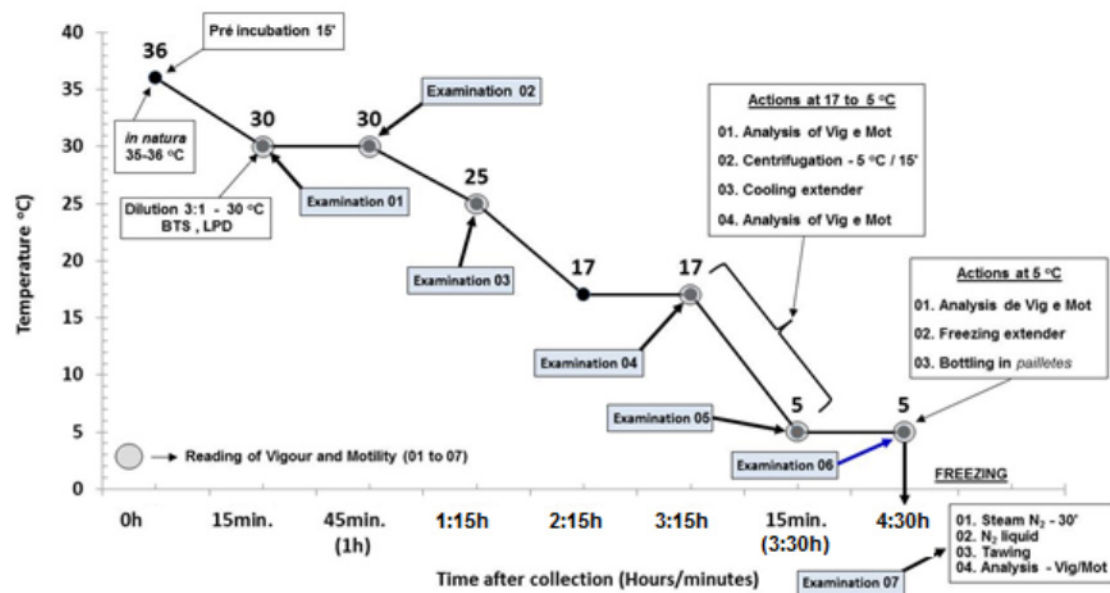 Temperature °C)
40
35
30
25
20
15
10
5
0
36
Pré incubation 15'
in natura
35-36 °C
30
30
Examination 02
Dilution 3:1 - 30 °C
BTS , LPD
Examination 01
25
Examination 03
17
17
Examination 04
Actions at 17 to 5 °C
01. Analysis of Vig e Mot
02. Centrifugation - 5 °C / 15'
03. Cooling extender
04. Analysis of Vig e Mot
Actions at 5 °C
01. Analysis de Vig e Mot
02. Freezing extender
03. Bottling in pailletes
5
5
Examination 05
Examination 06
Reading of Vigour and Motility (01 to 07)
FREEZING
01. Steam N₂ - 30'
02. N₂ liquid
03. Tawing
04. Analysis - Vig/Mot
Examination 07
0h
15min.
45min.
(1h)
1:15h
2:15h
3:15h
15min.
(3:30h)
4:30h
Time after collection (Hours/minutes)